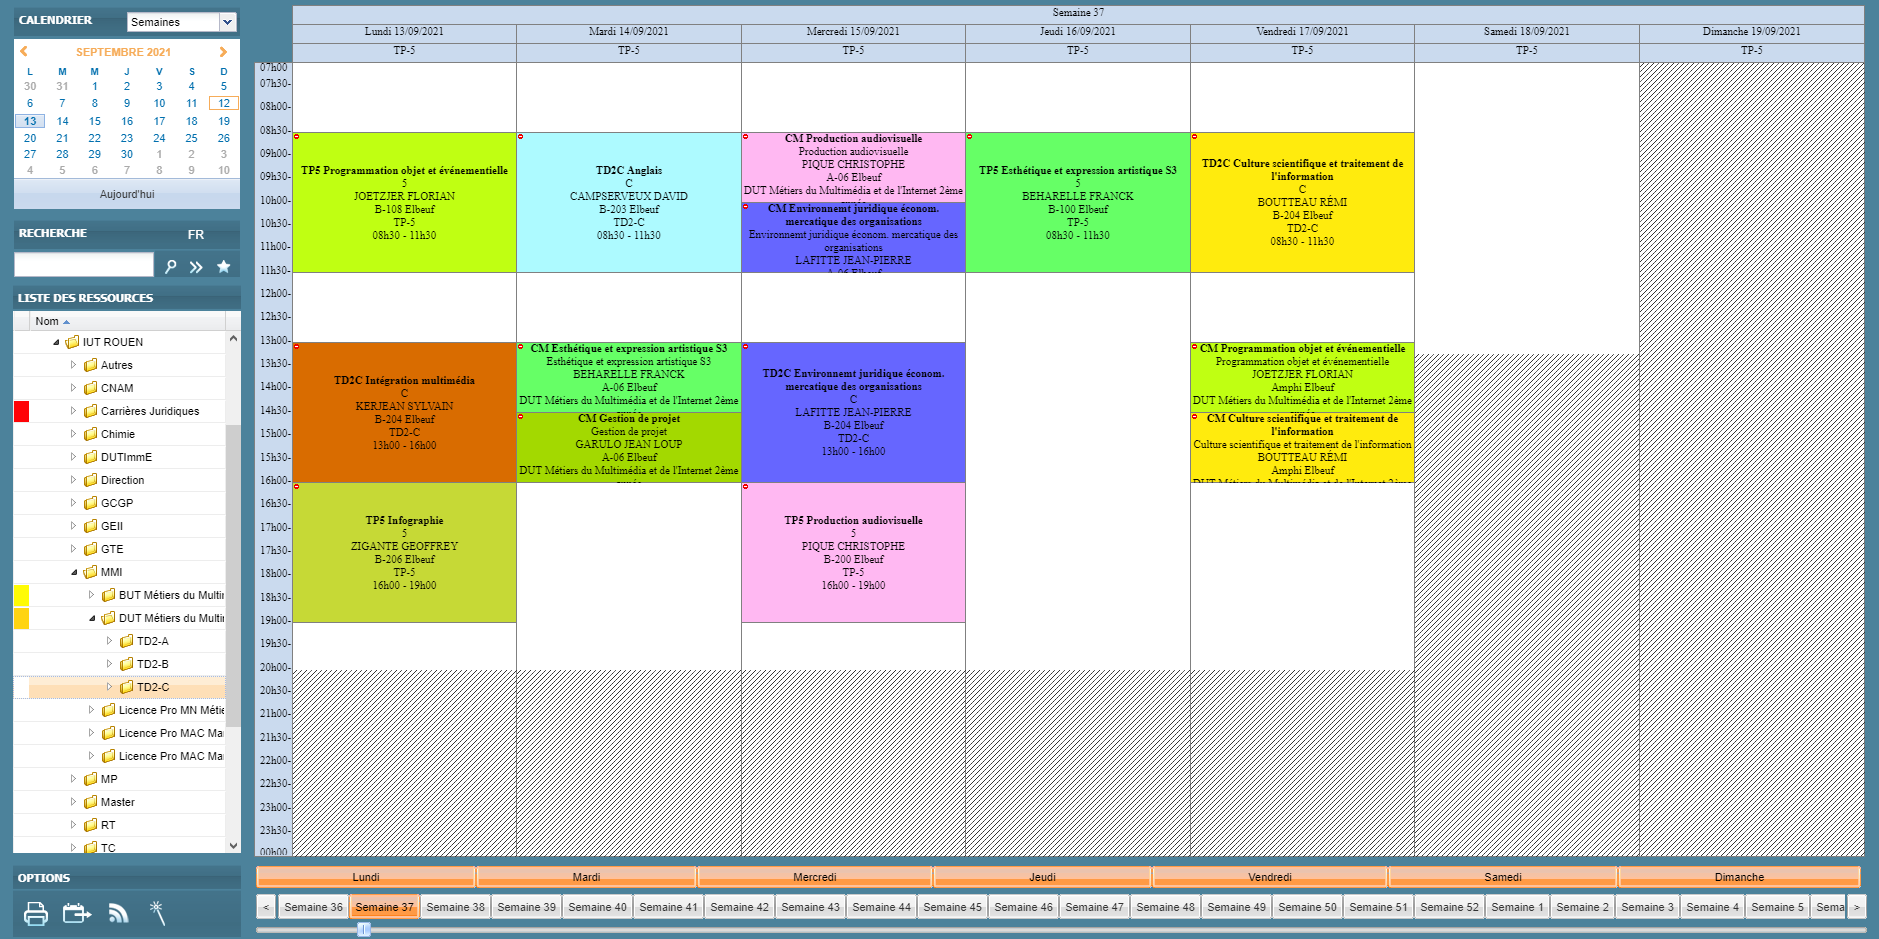 CALENDRIER
Semaines
SEPTEMBRE 2021
L M M J V S D
30 31 1 2 3 4 5
6 7 8 9 10 11 12
13 14 15 16 17 18 19
20 21 22 23 24 25 26
27 28 29 30 1 2 3
4 5 6 7 8 9 10
Aujourd'hui
RECHERCHE FR
LISTE DES RESSOURCES
Nom
IUT ROUEN
Autres
CNAM
Carrières Juridiques
Chimie
DUTImmE
Direction
GCGP
GEII
GTE
MMI
BUT Métiers du Multin
DUT Métiers du Multin
TD2-A
TD2-B
TD2-C
Licence Pro MN Métie
Licence Pro MAC Ma
Licence Pro MAC Ma
MP
Master
RT
TC
OPTIONS
Semaine 37
Lundi 13/09/2021 Mardi 14/09/2021 Mercredi 15/09/2021 Jeudi 16/09/2021 Vendredi 17/09/2021 Samedi 18/09/2021 Dimanche 19/09/2021
TP-5 TP-5 TP-5 TP-5 TP-5 TP-5 TP-5
07h00
07h30-
08h00-
08h30-
09h00-
09h30-
10h00-
10h30-
11h00-
11h30-
12h00-
12h30-
13h00-
13h30-
14h00-
14h30-
15h00-
15h30-
16h00-
16h30-
17h00-
17h30-
18h00-
18h30-
19h00-
19h30-
20h00-
20h30-
21h00-
21h30-
22h00-
22h30-
23h00-
23h30-
00h00
TP5 Programmation objet et événementielle
5
JOETZJER FLORIAN
B-108 Elbeuf
TP-5
08h30 - 11h30
TD2C Intégration multimédia
C
KERJEAN SYLVAIN
B-204 Elbeuf
TD2-C
13h00 - 16h00
TP5 Infographie
5
ZIGANTE GEOFFREY
B-206 Elbeuf
TP-5
16h00 - 19h00
TD2C Anglais
C
CAMPSERVEUX DAVID
B-203 Elbeuf
TD2-C
08h30 - 11h30
CM Esthétique et expression artistique S3
Esthétique et expression artistique S3
BEHARELLE FRANCK
A-06 Elbeuf
DUT Métiers du Multimédia et de l'Internet 2ème
CM Gestion de projet
Gestion de projet
GARULO JEAN LOUP
A-06 Elbeuf
DUT Métiers du Multimédia et de l'Internet 2ème
CM Production audiovisuelle
Production audiovisuelle
PIQUE CHRISTOPHE
A-06 Elbeuf
DUT Métiers du Multimédia et de l'Internet 2ème
CM Environnemt juridique économ.
mercatique des organisations
Environnemt juridique économ. mercatique des
organisations
LAFITTE JEAN-PIERRE
A-06 Elbeuf
TD2C Environnemt juridique économ.
mercatique des organisations
C
LAFITTE JEAN-PIERRE
B-204 Elbeuf
TD2-C
13h00 - 16h00
TP5 Production audiovisuelle
5
PIQUE CHRISTOPHE
B-200 Elbeuf
TP-5
16h00 - 19h00
TP5 Esthétique et expression artistique S3
5
BEHARELLE FRANCK
B-100 Elbeuf
TP-5
08h30 - 11h30
TD2C Culture scientifique et traitement de
l'information
C
BOUTTEAU RÉMI
B-204 Elbeuf
TD2-C
08h30 - 11h30
CM Programmation objet et événementielle
Programmation objet et événementielle
JOETZJER FLORIAN
Amphi Elbeuf
DUT Métiers du Multimédia et de l'Internet 2ème
CM Culture scientifique et traitement de
l'information
Culture scientifique et traitement de l'information
BOUTTEAU RÉMI
Amphi Elbeuf
DUT Métiers du Multimédia et de l'Internet 2ème
Lundi Mardi Mercredi Jeudi Vendredi Samedi Dimanche
< Semaine 36 Semaine 37 Semaine 38 Semaine 39 Semaine 40 Semaine 41 Semaine 42 Semaine 43 Semaine 44 Semaine 45 Semaine 46 Semaine 47 Semaine 48 Semaine 49 Semaine 50 Semaine 51 Semaine 52 Semaine 1 Semaine 2 Semaine 3 Semaine 4 Semaine 5 Sema >